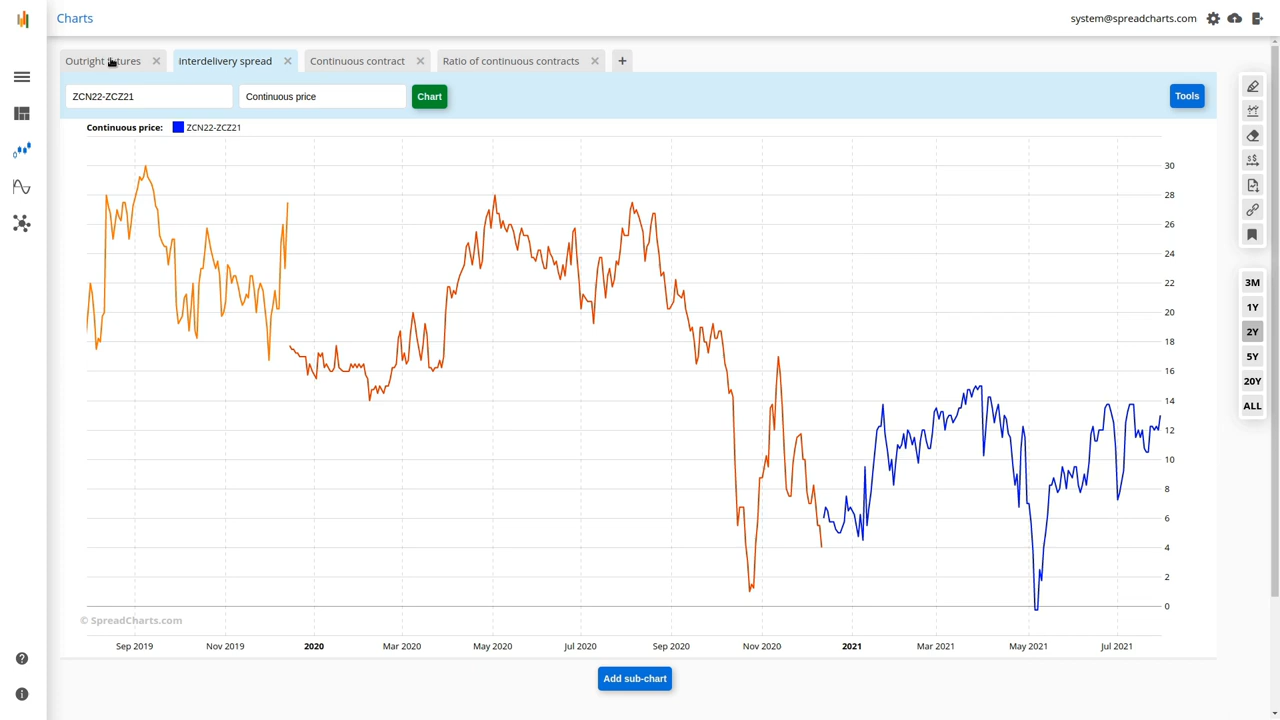 Charts
system@spreadcharts.com
Interdelivery spread
Continuous contract
Ratio of continuous contracts
ZCN22-ZCZ21
Continuous price
Chart
Tools
Continuous price:
ZCN22-ZCZ21
30
28
26
24
22
20
18
16
14
12
10
8
6
4
2
0
3M
1Y
2Y
5Y
20Y
ALL
© SpreadCharts.com
Sep 2019
Nov 2019
2020
Mar 2020
May 2020
Jul 2020
Sep 2020
Nov 2020
2021
Mar 2021
May 2021
Jul 2021
Add sub-chart